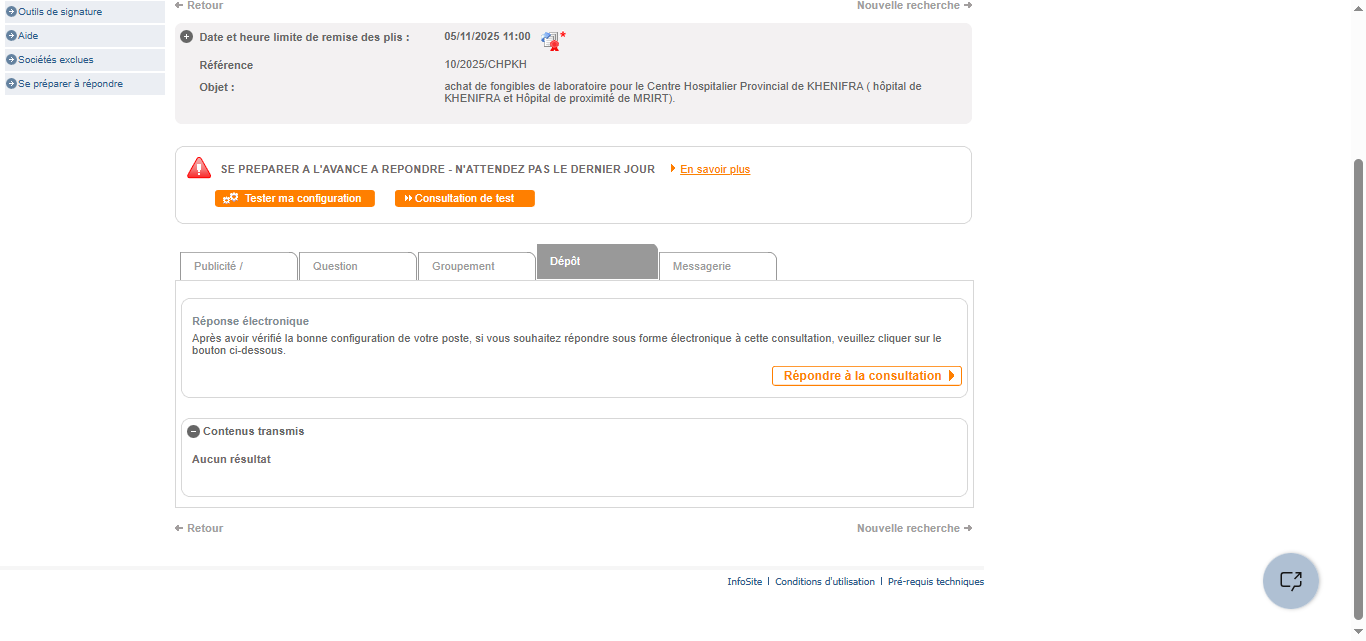 Outils de signature
Aide
Sociétés exclues
Se préparer à répondre
Retour
Nouvelle recherche
Date et heure limite de remise des plis : 05/11/2025 11:00 *
Référence 10/2025/CHPKH
Objet : achat de fongibles de laboratoire pour le Centre Hospitalier Provincial de KHENIFRA ( hôpital de
KHENIFRA et Hôpital de proximité de MRIRT).
SE PREPARER A L'AVANCE A REPONDRE - N'ATTENDEZ PAS LE DERNIER JOUR En savoir plus
Tester ma configuration
Consultation de test
Publicité /
Question
Groupement
Dépôt
Messagerie
Réponse électronique
Après avoir vérifié la bonne configuration de votre poste, si vous souhaitez répondre sous forme électronique à cette consultation, veuillez cliquer sur le
bouton ci-dessous.
Répondre à la consultation
Contenus transmis
Aucun résultat
Retour
Nouvelle recherche
InfoSite | Conditions d'utilisation | Pré-requis techniques